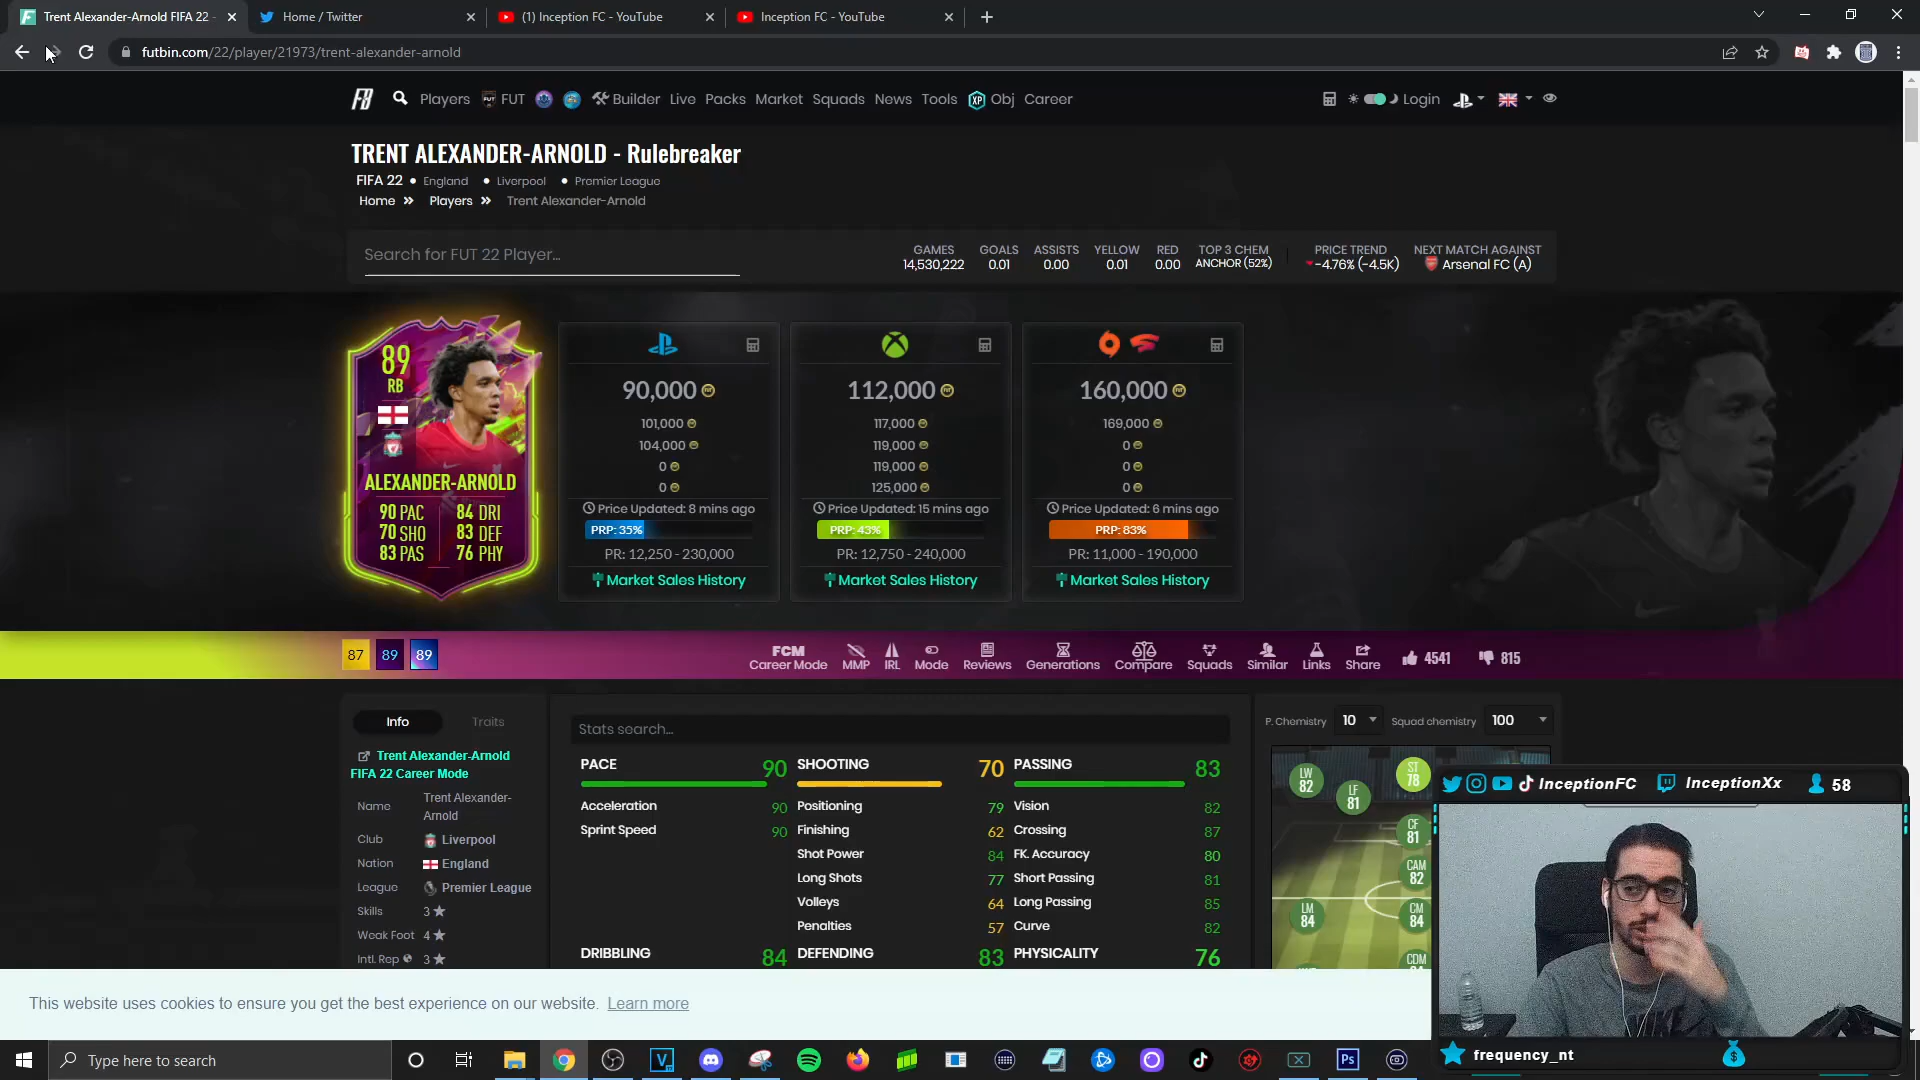 Trent Alexander-Arnold FIFA 22 -
Home / Twitter
(1) Inception FC - YouTube
Inception FC - YouTube
futbin.com/22/player/21973/trent-alexander-arnold
Players FUT Builder Live Packs Market Squads News Tools XP Obj Career Login
TRENT ALEXANDER-ARNOLD - Rulebreaker
FIFA 22 • England • Liverpool • Premier League
Home » Players » Trent Alexander-Arnold
Search for FUT 22 Player...
GAMES GOALS ASSISTS YELLOW RED TOP 3 CHEM PRICE TREND NEXT MATCH AGAINST
14,530,222 0.01 0.00 0.01 0.00 ANCHOR (52%) -4.76% (-4.5K) Arsenal FC (A)
89
RB
ALEXANDER-ARNOLD
90 PAC 84 DRI
70 SHO 83 DEF
83 PAS 76 PHY
90,000
101,000
104,000
0
0
Price Updated: 8 mins ago
PRP: 35%
PR: 12,250 - 230,000
Market Sales History
112,000
117,000
119,000
119,000
125,000
Price Updated: 15 mins ago
PRP: 43%
PR: 12,750 - 240,000
Market Sales History
160,000
169,000
0
0
0
Price Updated: 6 mins ago
PRP: 83%
PR: 11,000 - 190,000
Market Sales History
87 89 89
FCM
Career Mode MMP IRL Mode Reviews Generations Compare Squads Similar Links Share 4541 815
Info Traits
Trent Alexander-Arnold
FIFA 22 Career Mode
Name Trent Alexander-
Arnold
Club Liverpool
Nation England
League Premier League
Skills 3
Weak Foot 4
Intl. Rep 3
Stats search...
PACE 90
Acceleration 90
Sprint Speed 90
SHOOTING 70
Positioning 79
Finishing 62
Shot Power 84
Long Shots 77
Volleys 64
Penalties 57
PASSING 83
Vision 82
Crossing 87
FK. Accuracy 80
Short Passing 81
Long Passing 85
Curve 82
DRIBBLING 84 DEFENDING 83 PHYSICALITY 76
P. Chemistry 10 Squad chemistry 100
LW
82
LF
81
ST
78
CF
81
CAM
82
LM
84
CM
84
CDM
InceptionFC InceptionXx 58
frequency_nt
This website uses cookies to ensure you get the best experience on our website. Learn more
Type here to search